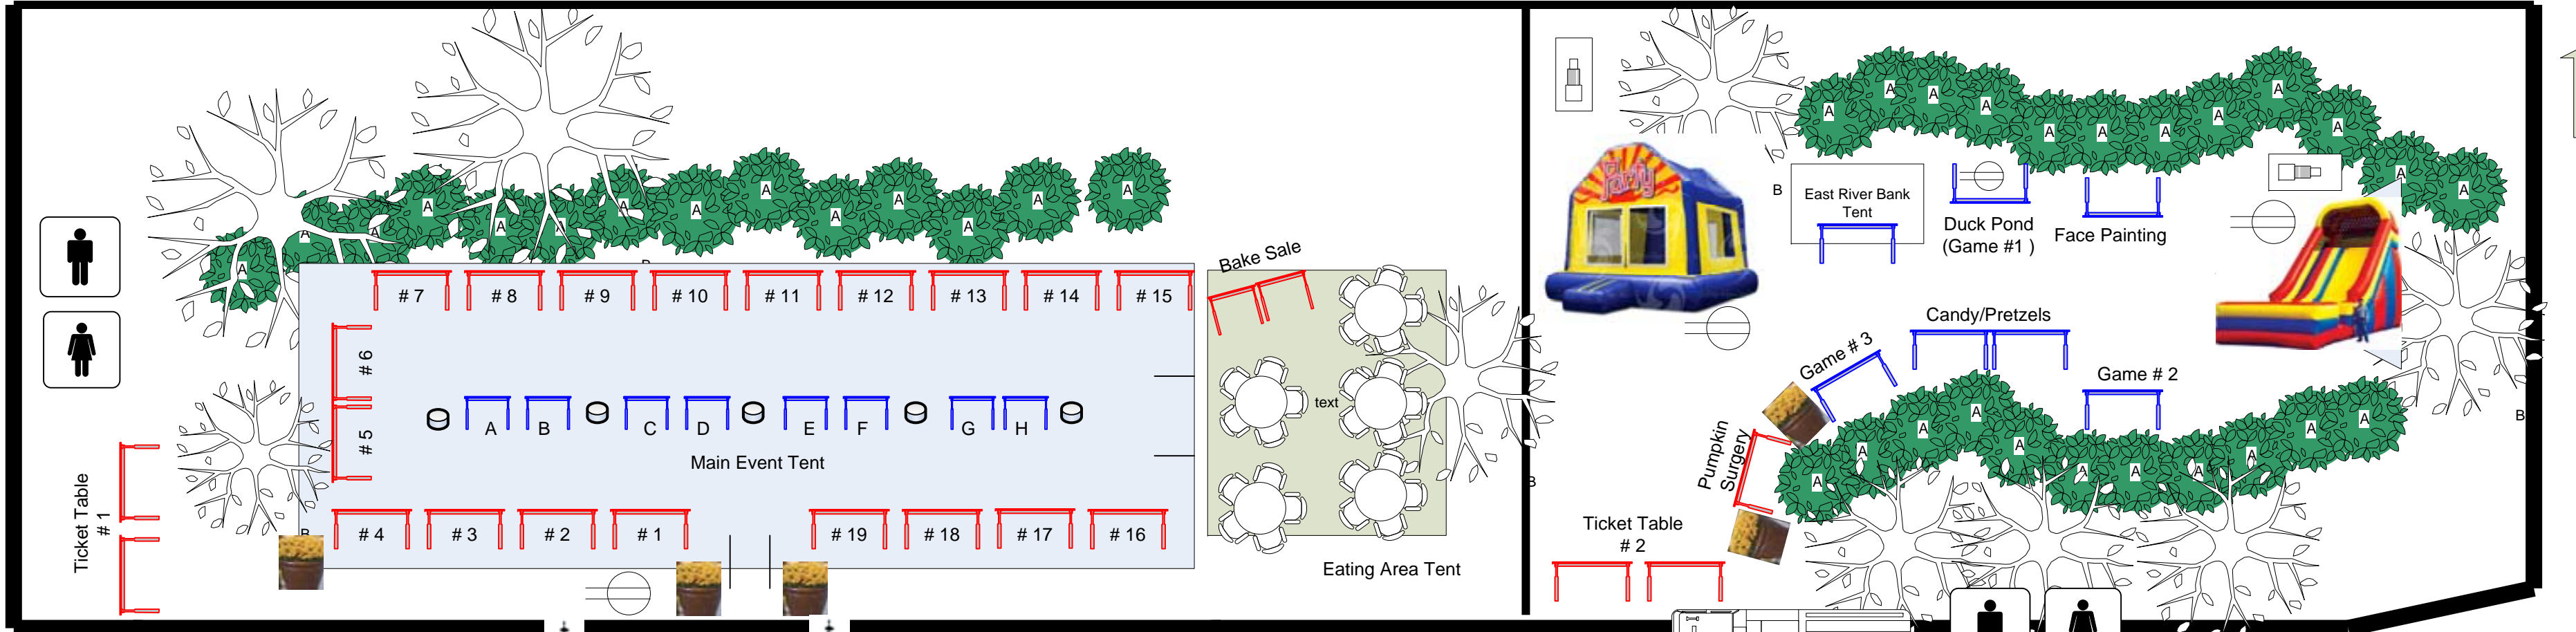 Party
A A A A A A A A A A
A A
B
East River Bank
Tent
Duck Pond
(Game #1 )
Face Painting
A A A A A A A A A A A A A A
Bake Sale
# 7 # 8 # 9 # 10 # 11 # 12 # 13 # 14 # 15
# 6
# 5
A B C D E F G H
Main Event Tent
text
Candy/Pretzels
Game # 3
Game # 2
B
A A A A A A A A A A A
Pumpkin
Surgery
B
Ticket Table
# 1
# 4 # 3 # 2 # 1 # 19 # 18 # 17 # 16
Ticket Table
# 2
Eating Area Tent